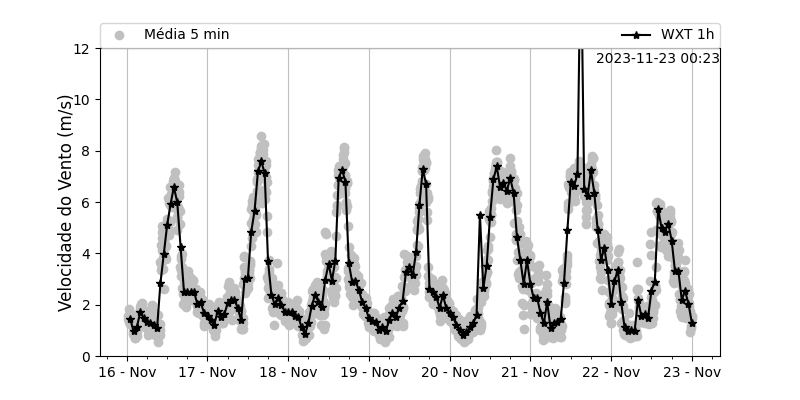 Média 5 min
WXT 1h
2023-11-23 00:23
Velocidade do Vento (m/s)
12
10
8
6
4
2
0
16 - Nov
17 - Nov
18 - Nov
19 - Nov
20 - Nov
21 - Nov
22 - Nov
23 - Nov